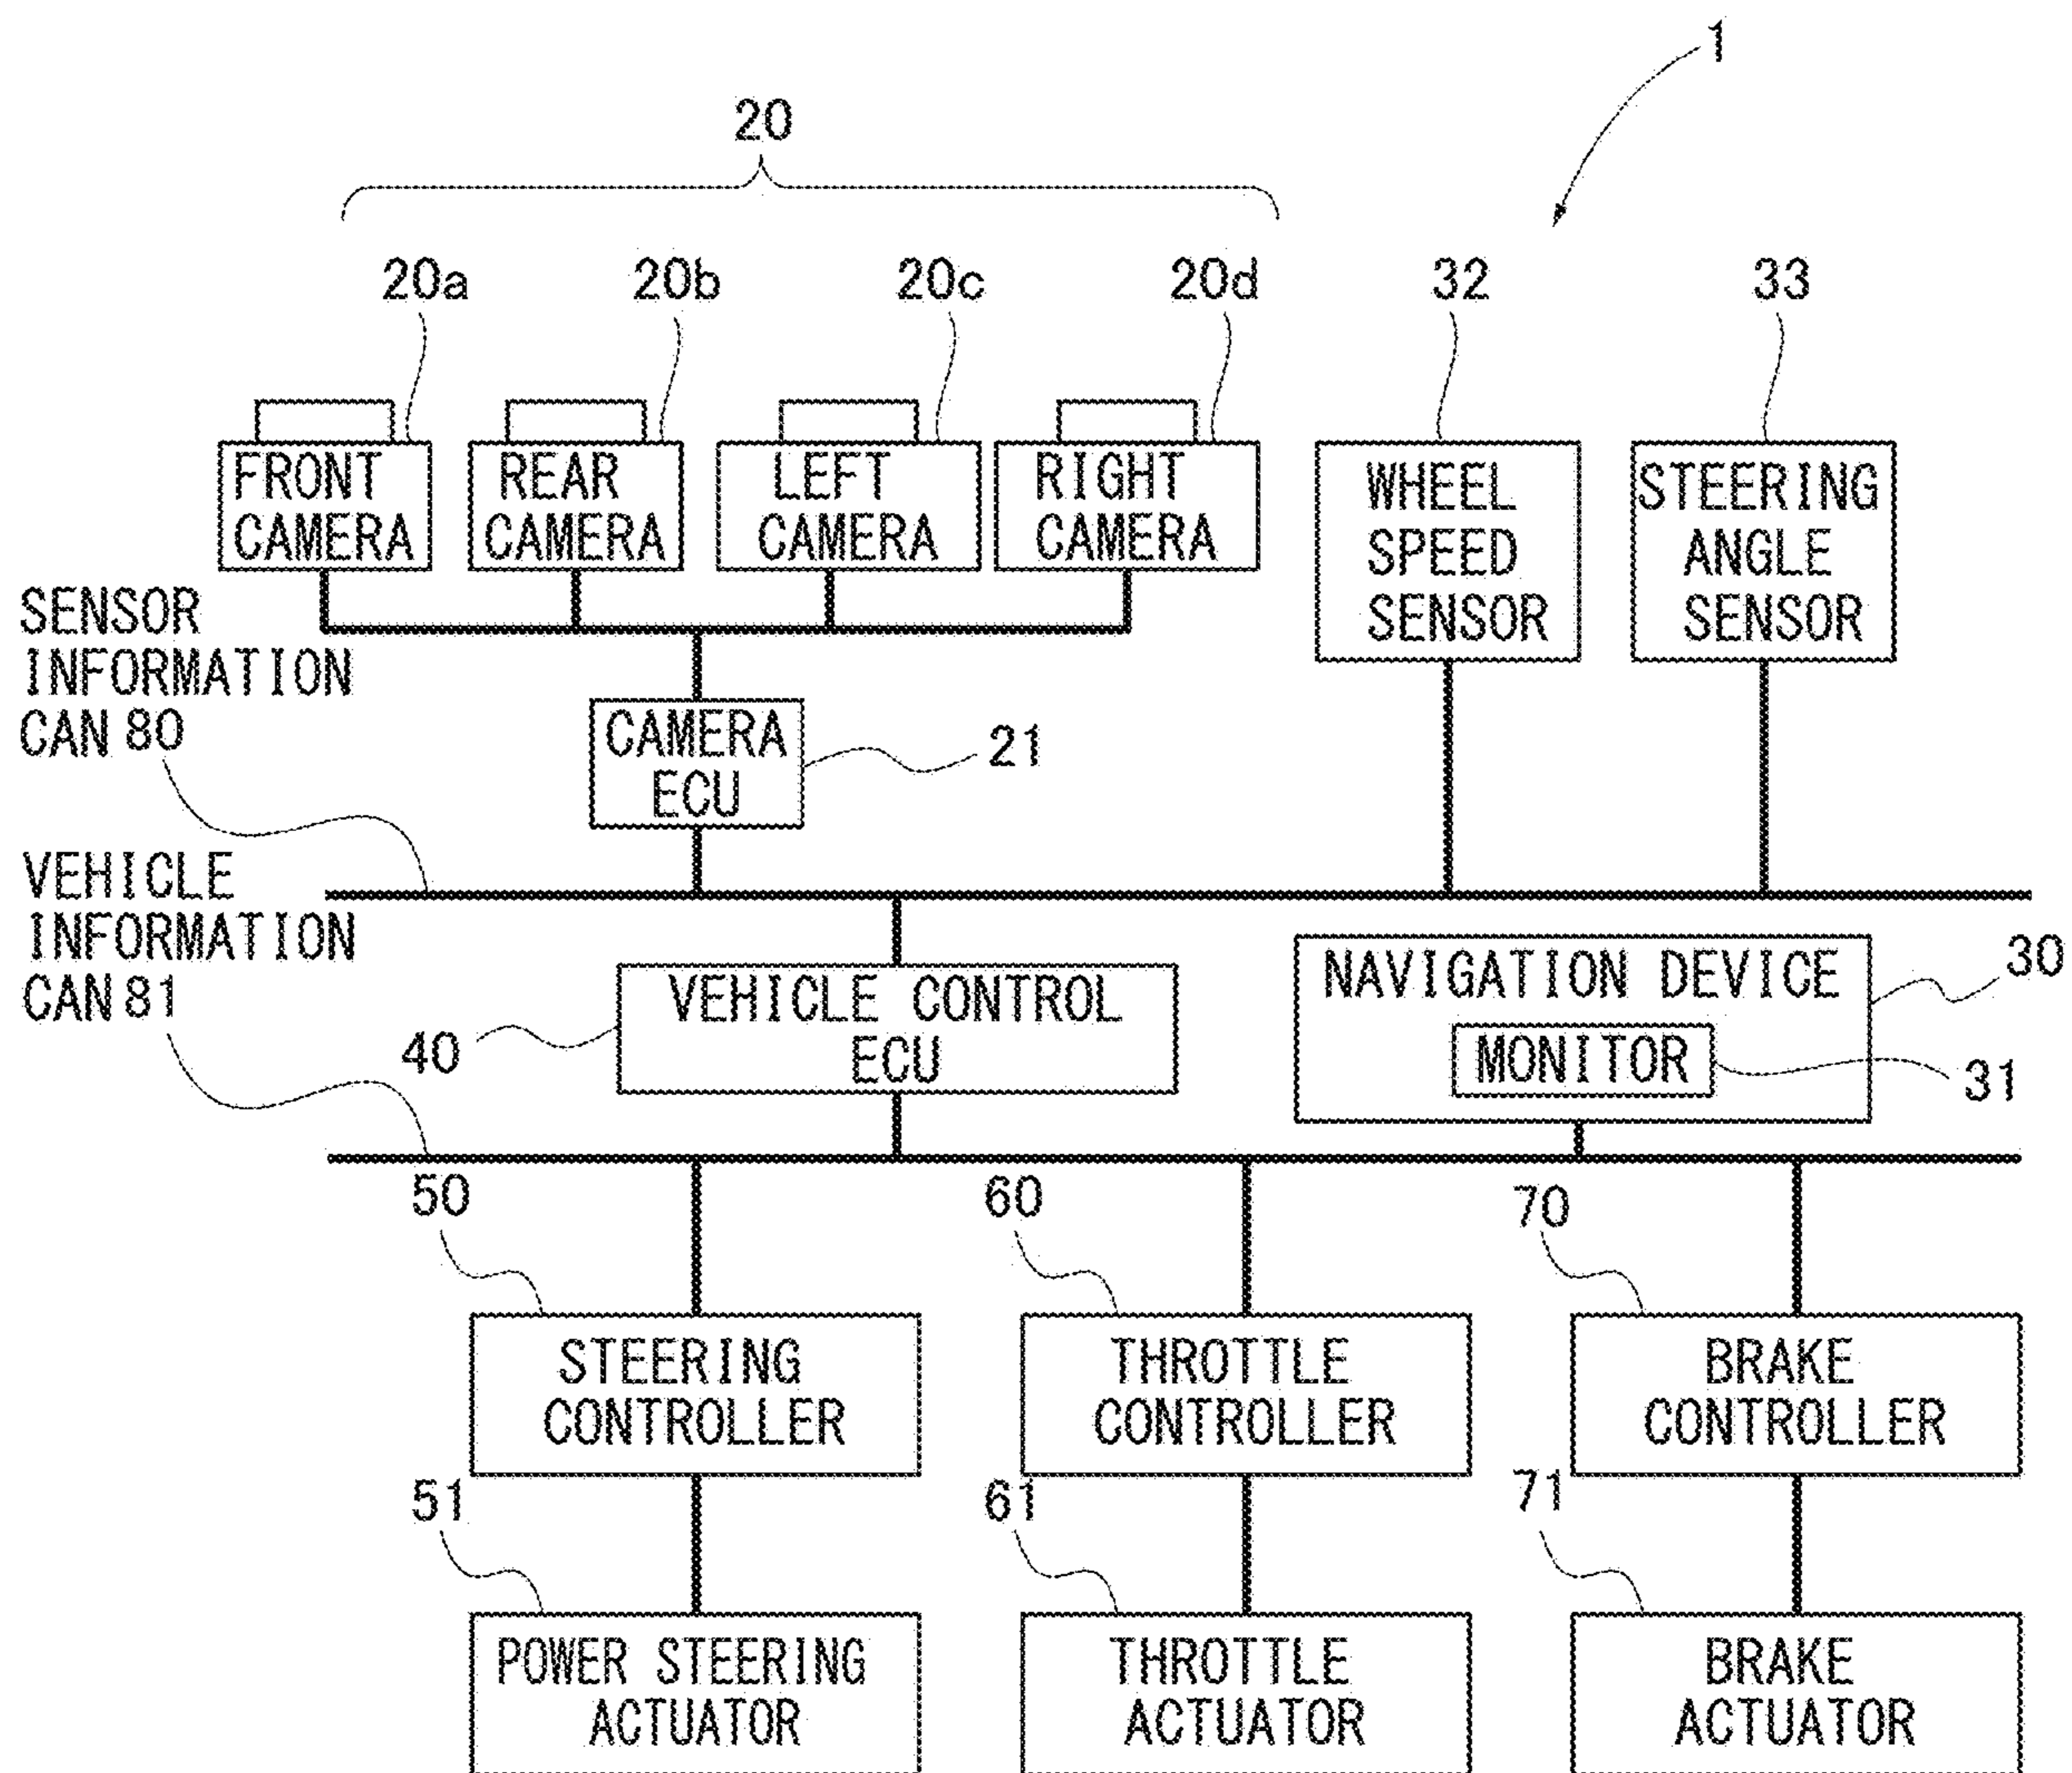 1
20
20a
20b
20c
20d
32
33
FRONT
CAMERA
REAR
CAMERA
LEFT
CAMERA
RIGHT
CAMERA
WHEEL
SPEED
SENSOR
STEERING
ANGLE
SENSOR
SENSOR
INFORMATION
CAN 80
CAMERA
ECU
21
VEHICLE
INFORMATION
CAN 81
VEHICLE CONTROL
ECU
40
NAVIGATION DEVICE
30
MONITOR
31
50
60
70
STEERING
CONTROLLER
THROTTLE
CONTROLLER
BRAKE
CONTROLLER
51
61
71
POWER STEERING
ACTUATOR
THROTTLE
ACTUATOR
BRAKE
ACTUATOR